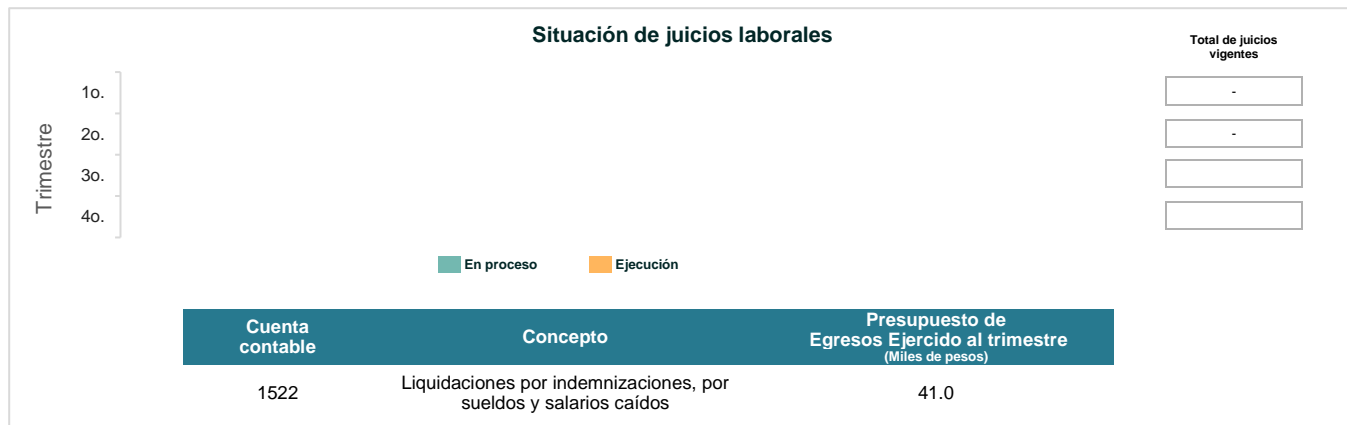 Situación de juicios laborales
Total de juicios
vigentes
Trimestre
1o.
-
2o.
-
3o.
4o.
En proceso
Ejecución
Cuenta
contable
Concepto
Presupuesto de
Egresos Ejercido al trimestre
(Miles de pesos)
1522
Liquidaciones por indemnizaciones, por
sueldos y salarios caídos
41.0